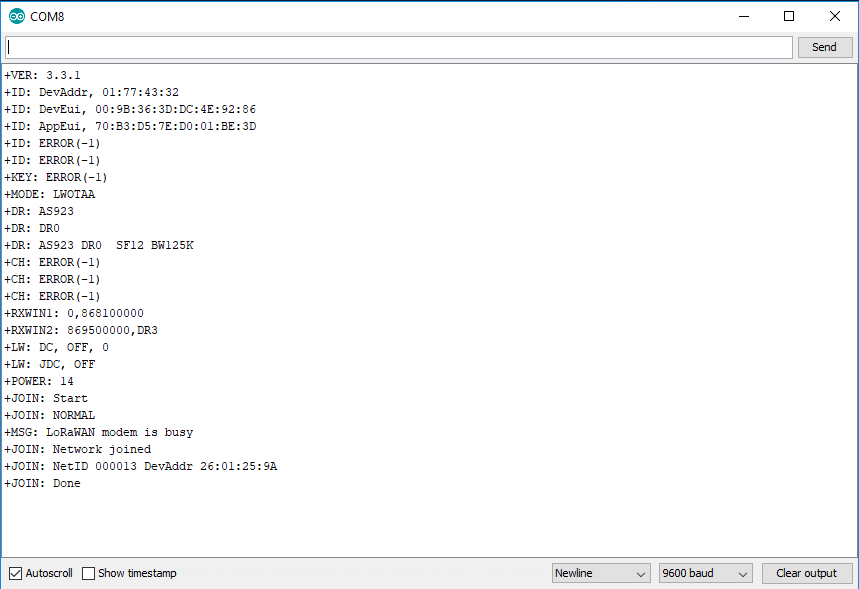 COM8
Send
+VER: 3.3.1
+ID: DevAddr, 01:77:43:32
+ID: DevEui, 00:9B:36:3D:DC:4E:92:86
+ID: AppEui, 70:B3:D5:7E:D0:01:BE:3D
+ID: ERROR(-1)
+ID: ERROR(-1)
+KEY: ERROR(-1)
+MODE: LWOTAA
+DR: AS923
+DR: DR0
+DR: AS923 DR0  SF12 BW125K
+CH: ERROR(-1)
+CH: ERROR(-1)
+CH: ERROR(-1)
+RXWIN1: 0,868100000
+RXWIN2: 869500000,DR3
+LW: DC, OFF, 0
+LW: JDC, OFF
+POWER: 14
+JOIN: Start
+JOIN: NORMAL
+MSG: LoRaWAN modem is busy
+JOIN: Network joined
+JOIN: NetID 000013 DevAddr 26:01:25:9A
+JOIN: Done
Autoscroll Show timestamp Newline 9600 baud Clear output